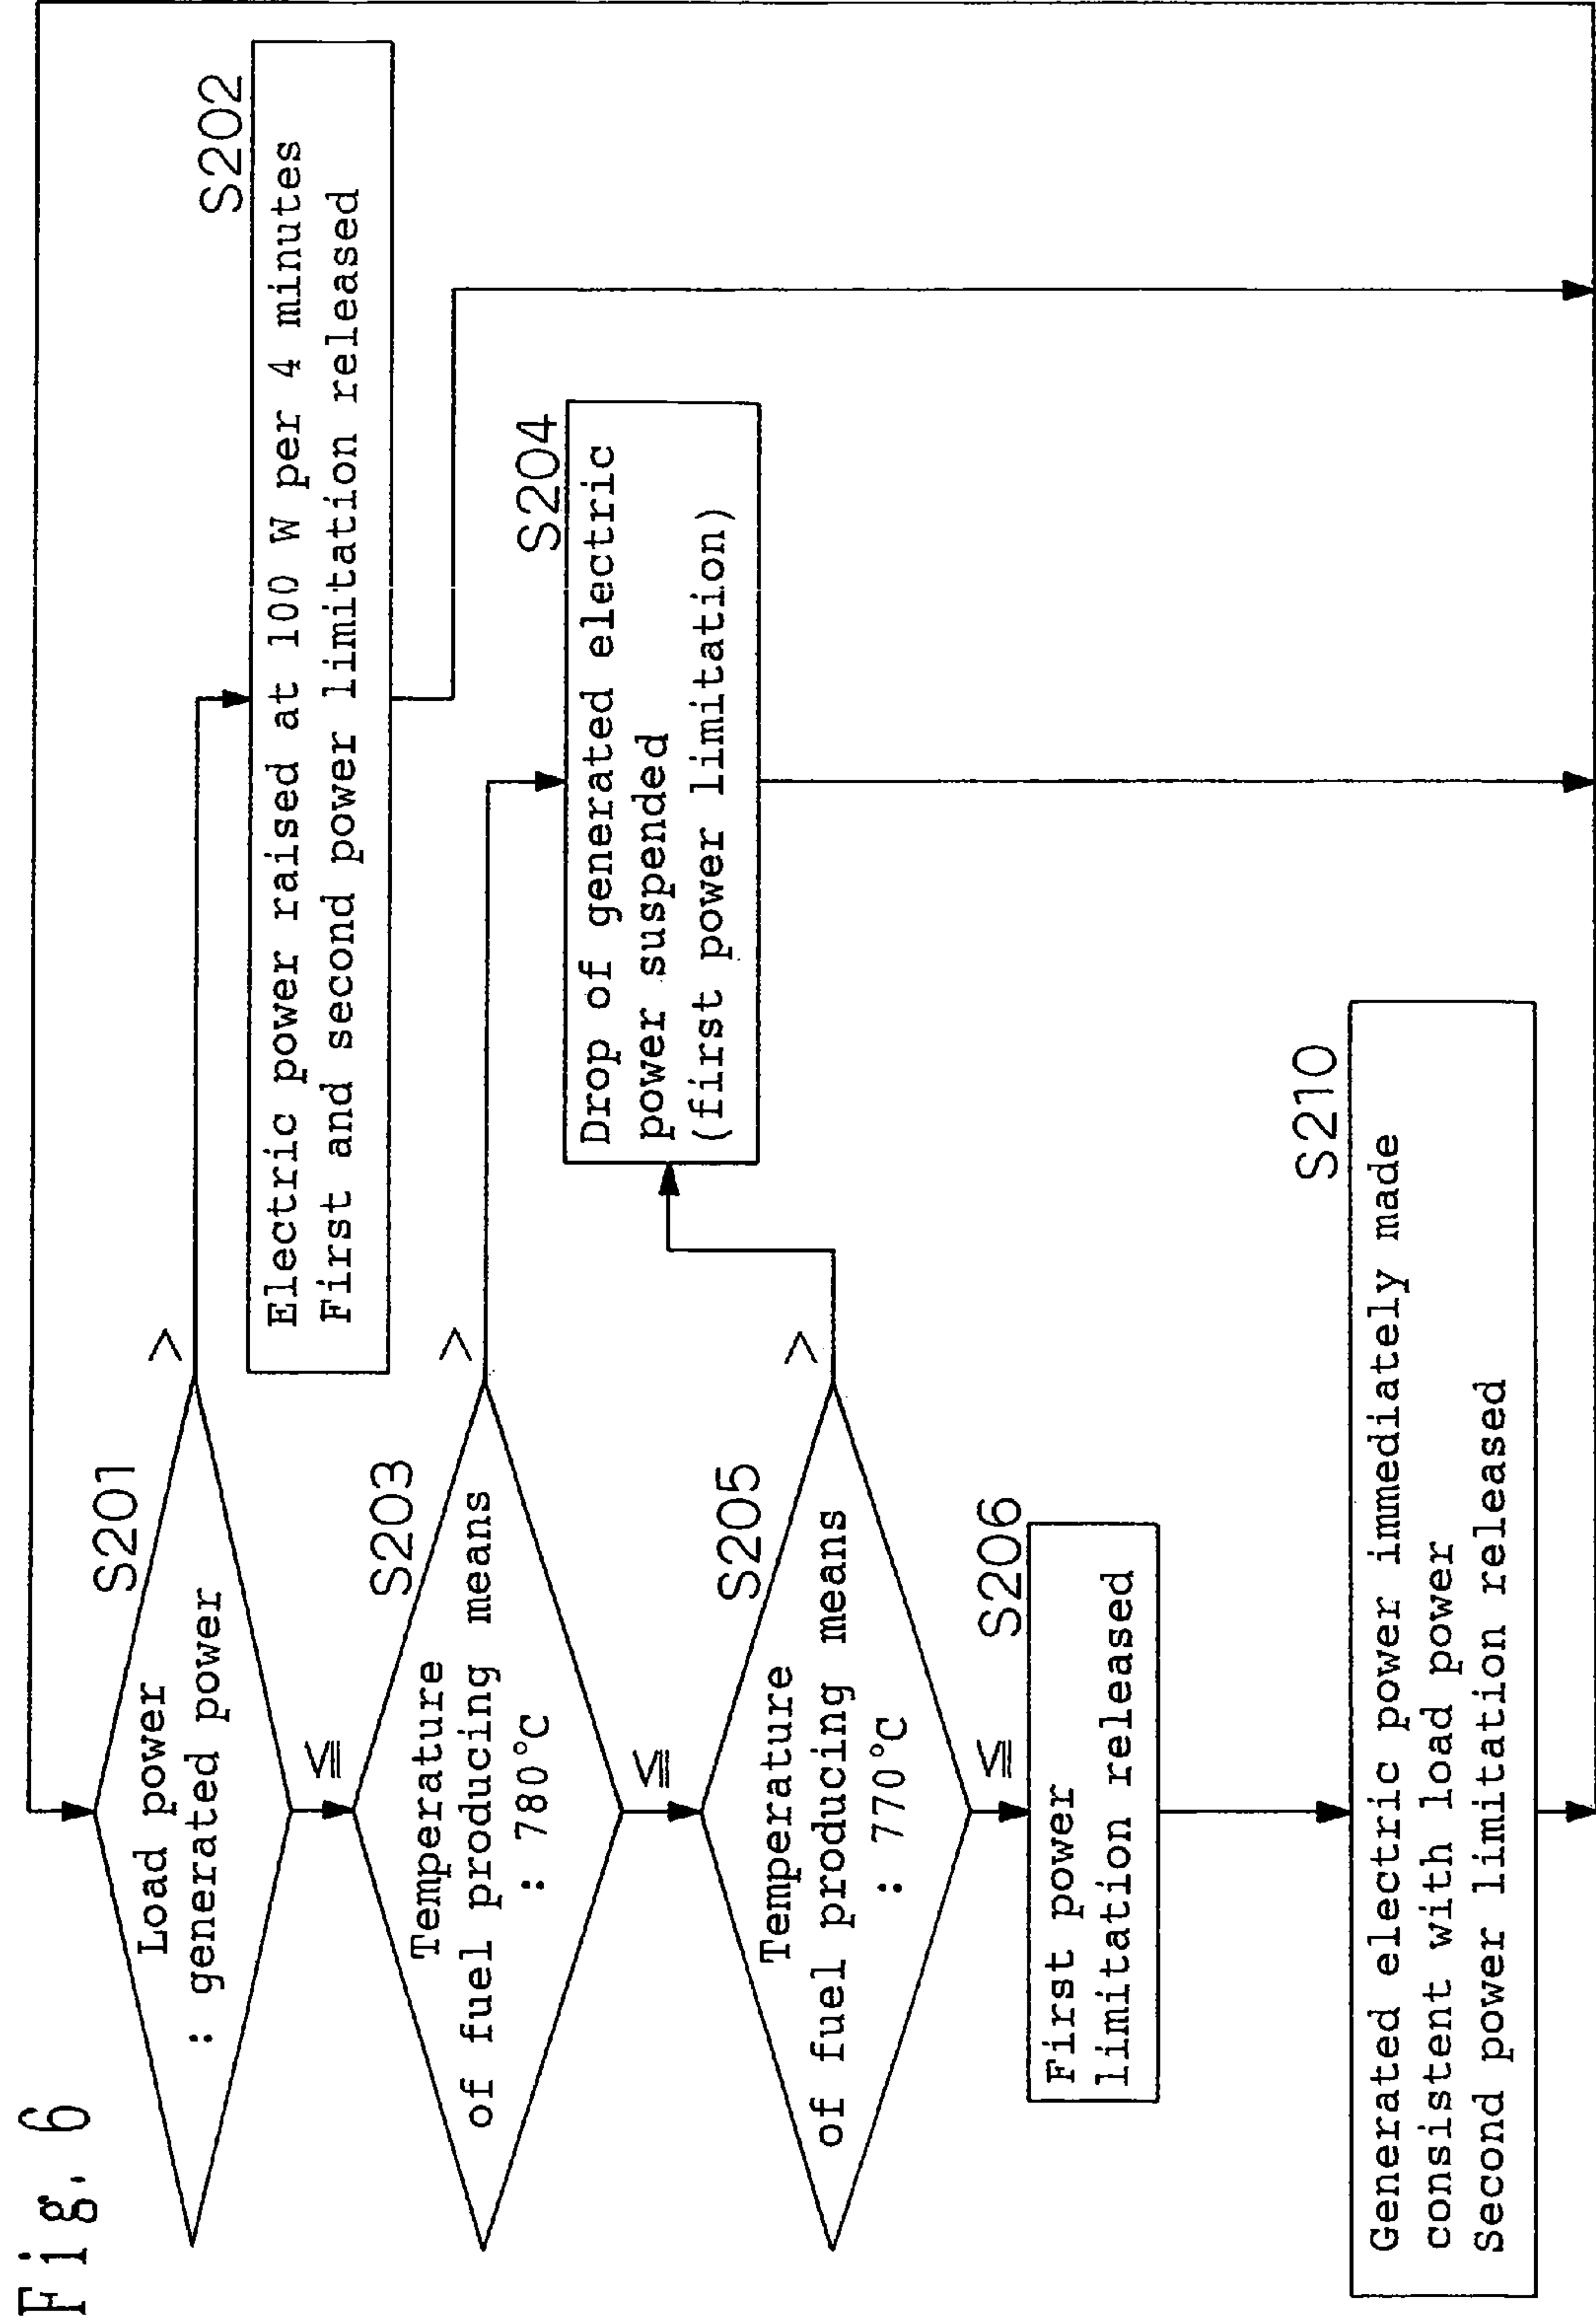 Fig. 6
S201
Load power
: generated power
>
≦
S202
Electric power raised at 100 W per 4 minutes
First and second power limitation released
S203
Temperature
of fuel producing means
: 780°C
>
≦
S204
Drop of generated electric
power suspended
(first power limitation)
S205
Temperature
of fuel producing means
: 770°C
>
≦
S206
First power
limitation released
S210
Generated electric power immediately made
consistent with load power
Second power limitation released